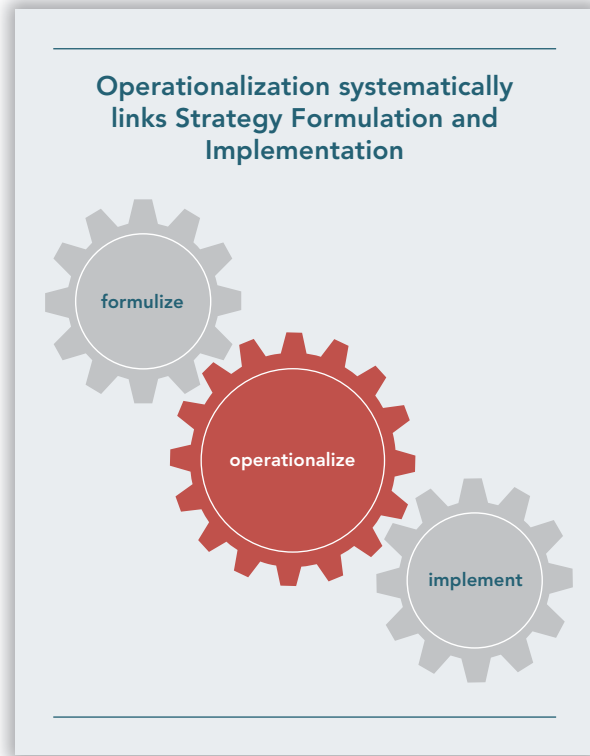 Operationalization systematically
links Strategy Formulation and
Implementation
formulize
operationalize
implement